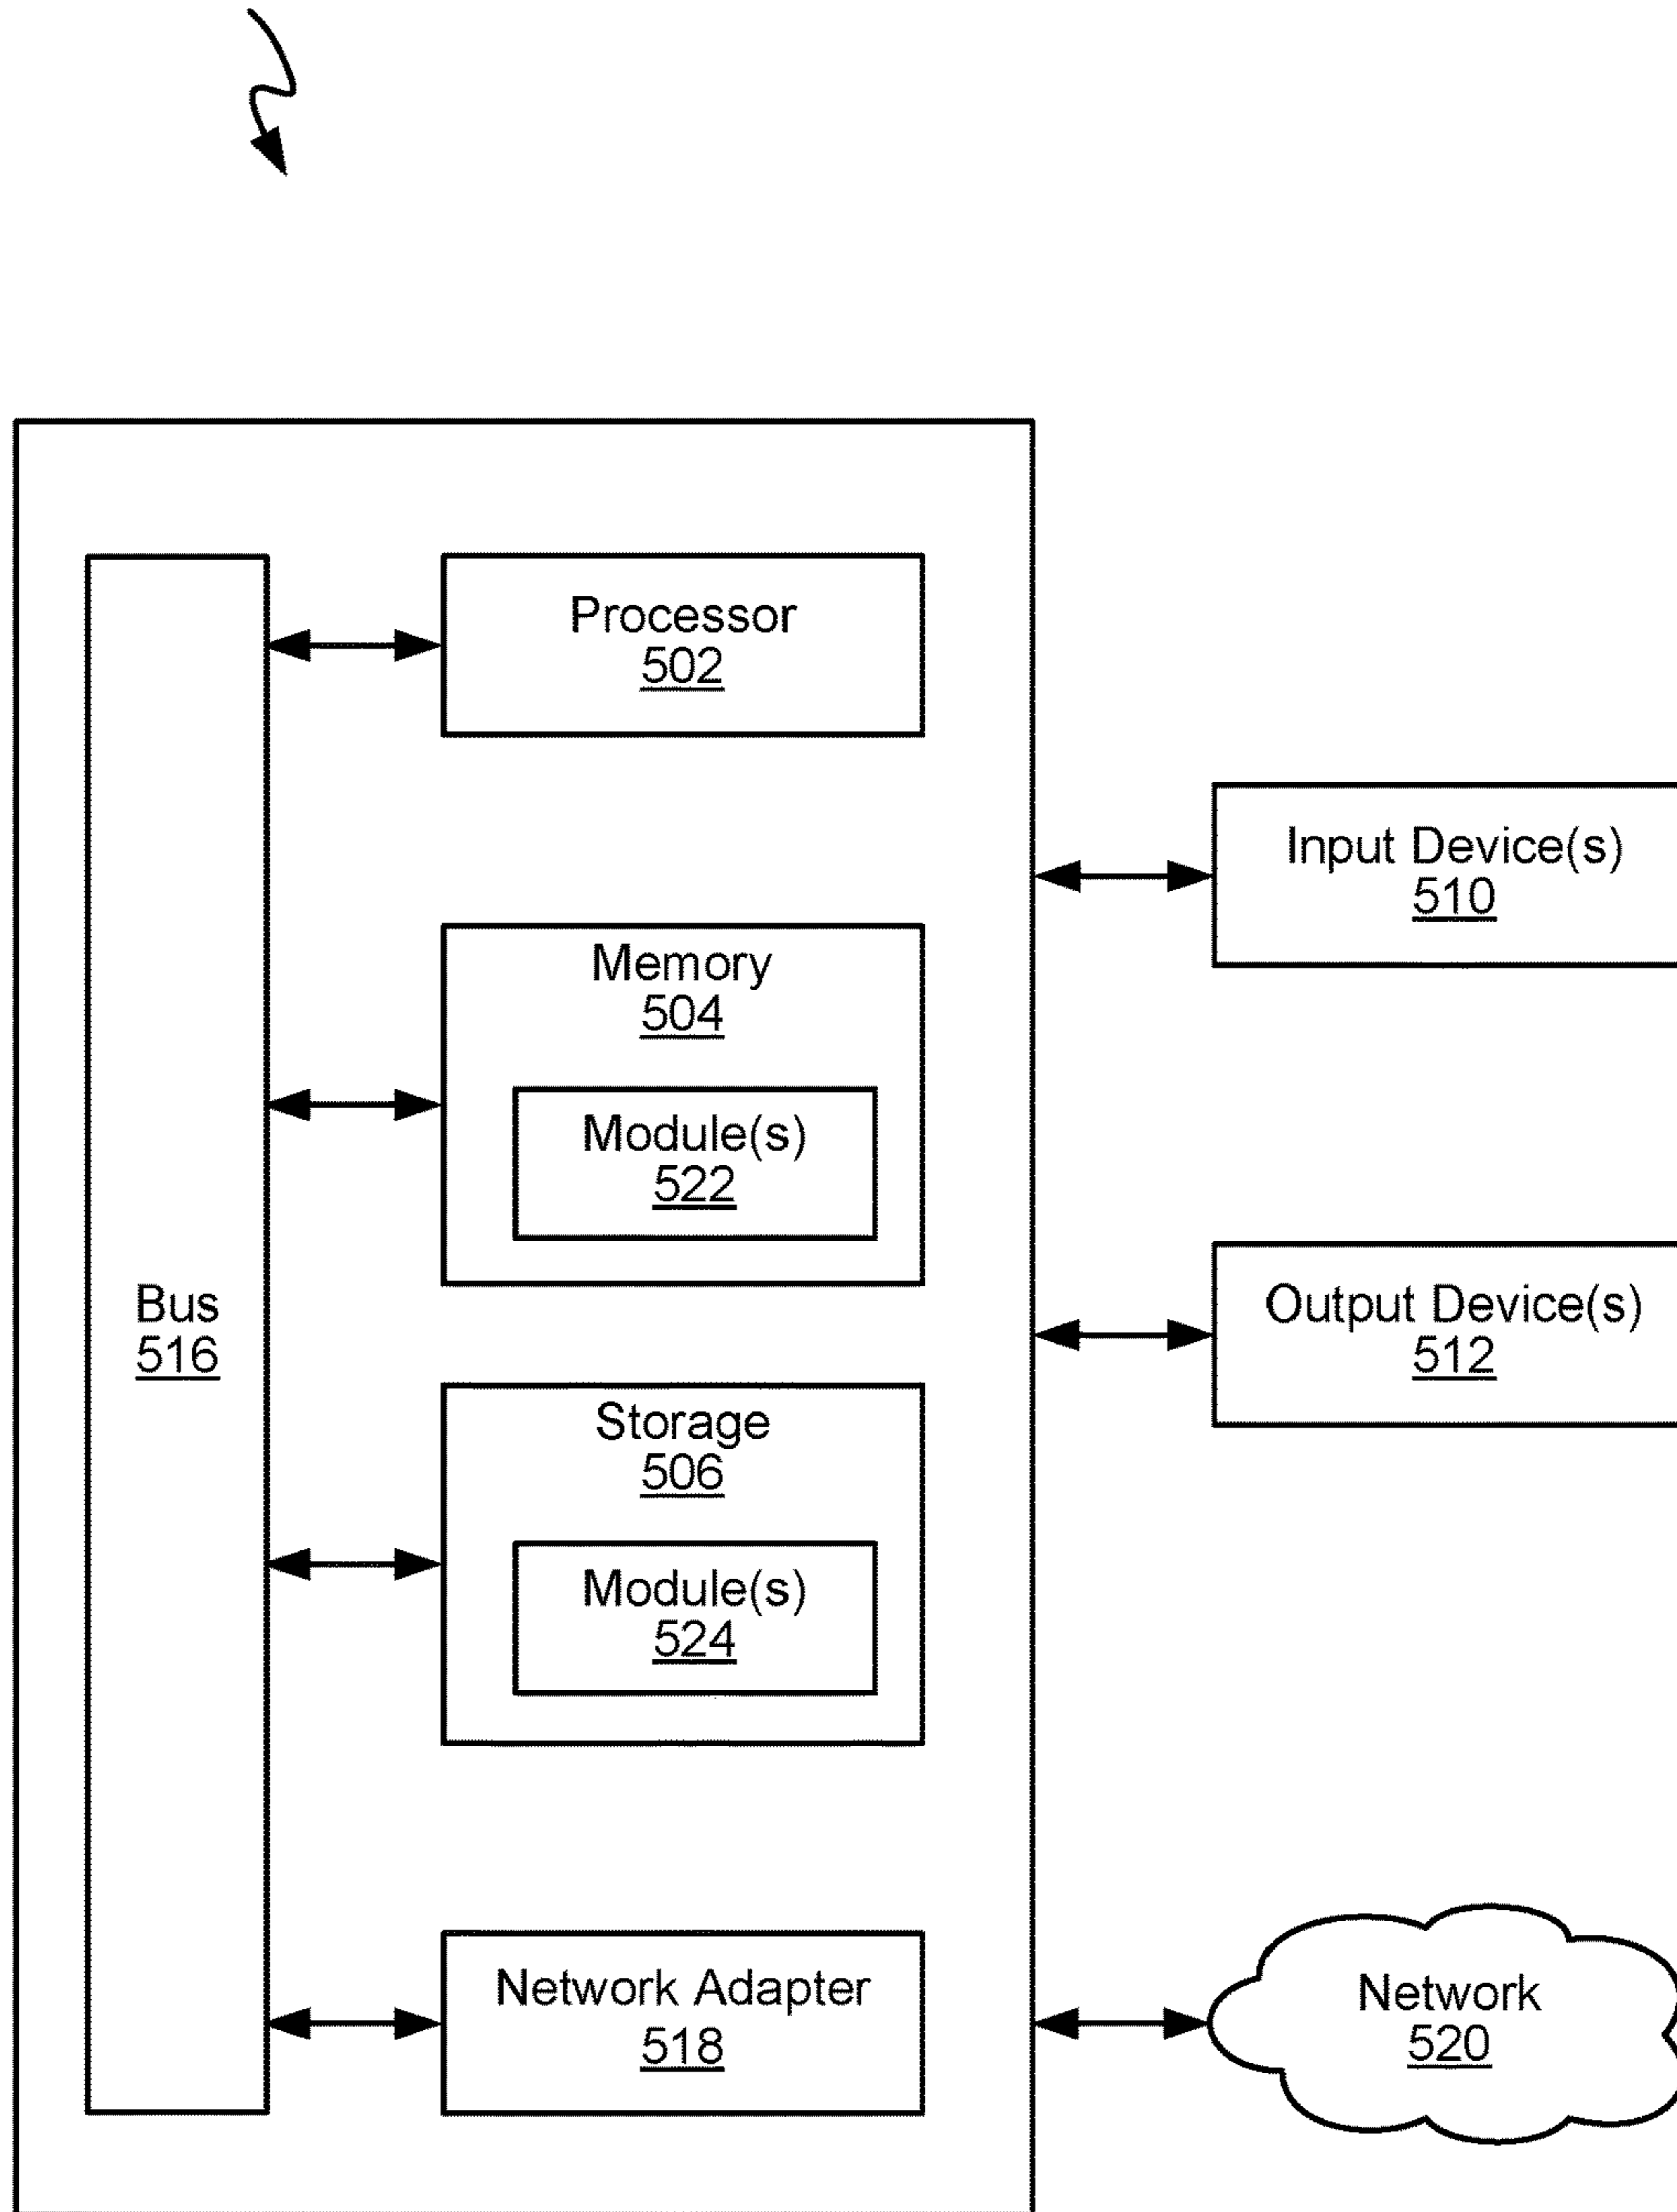 Processor
502
Input Device(s)
510
Memory
504
Module(s)
522
Bus
516
Output Device(s)
512
Storage
506
Module(s)
524
Network Adapter
518
Network
520